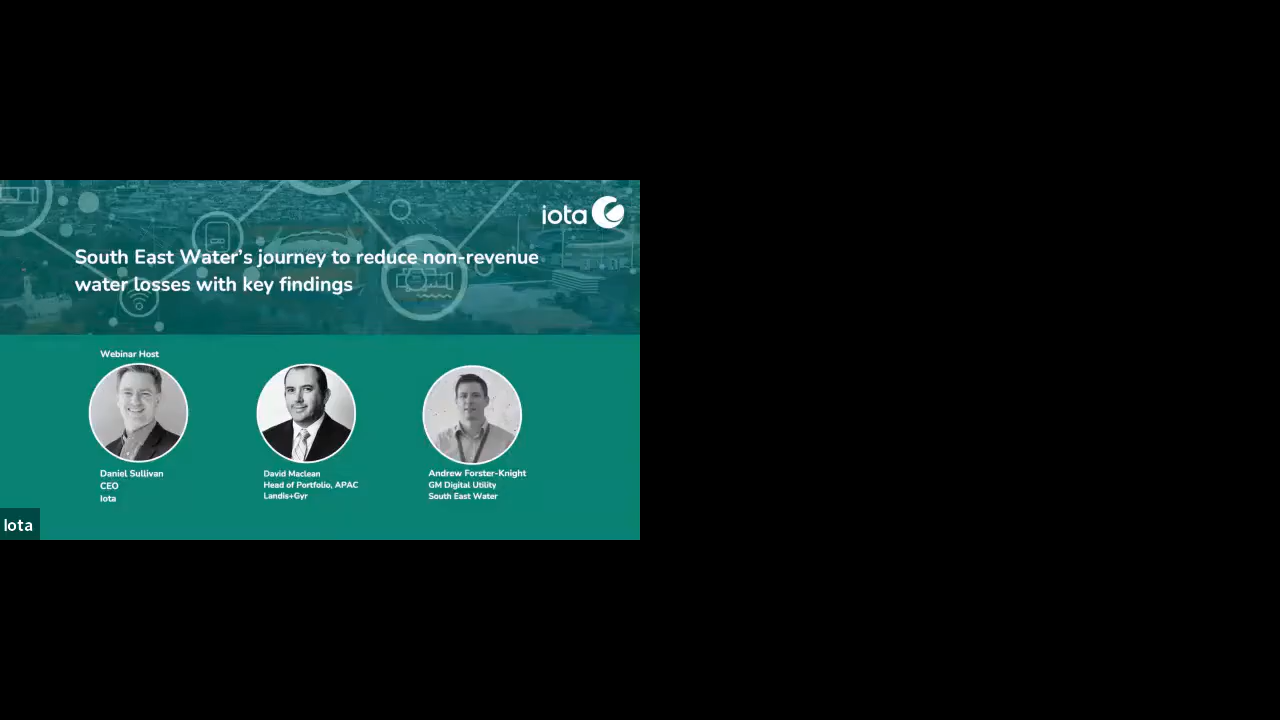 iota
South East Water's journey to reduce non-revenue
water losses with key findings
Webinar Host
Daniel Sullivan
CEO
Iota
David Maclean
Head of Portfolio, APAC
Landis+Gyr
Andrew Forster-Knight
GM Digital Utility
South East Water
Iota